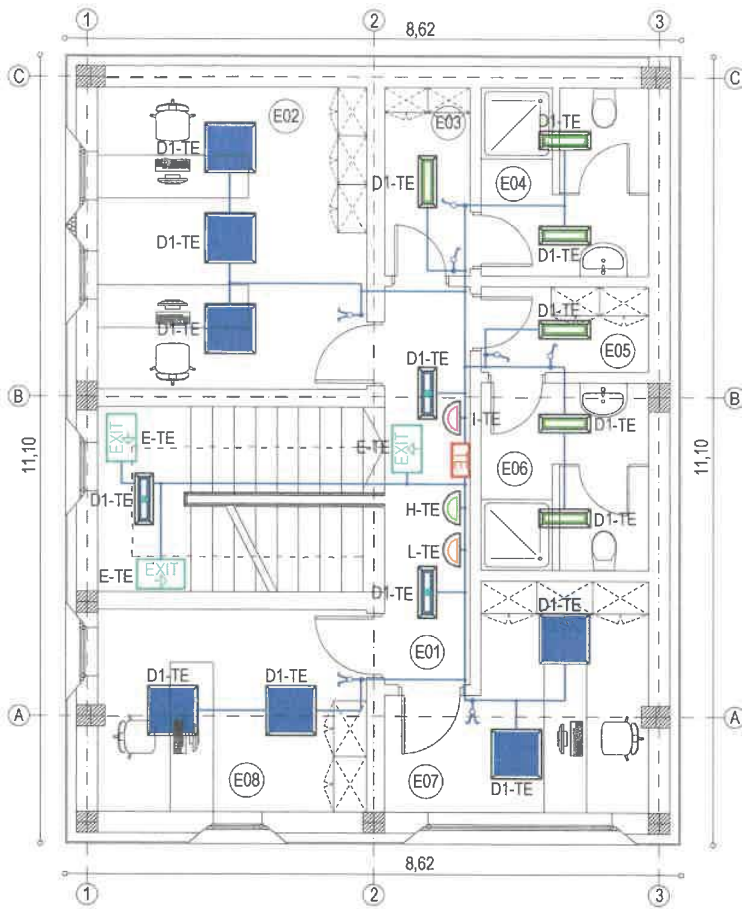 1
2
3
8,62
C
C
E02
E03
D1-TE
D1-TE
E04
D1-TE
D1-TE
D1-TE
D1-TE
D1-TE
E05
D1-TE
B
B
I-TE
EXIT
E-TE
E-TE
EXIT
D1-TE
11,10
11,10
E06
D1-TE
H-TE
D1-TE
L-TE
EXIT
E-TE
D1-TE
D1-TE
E01
D1-TE
D1-TE
A
A
E08
E07
D1-TE
8,62
1
2
3